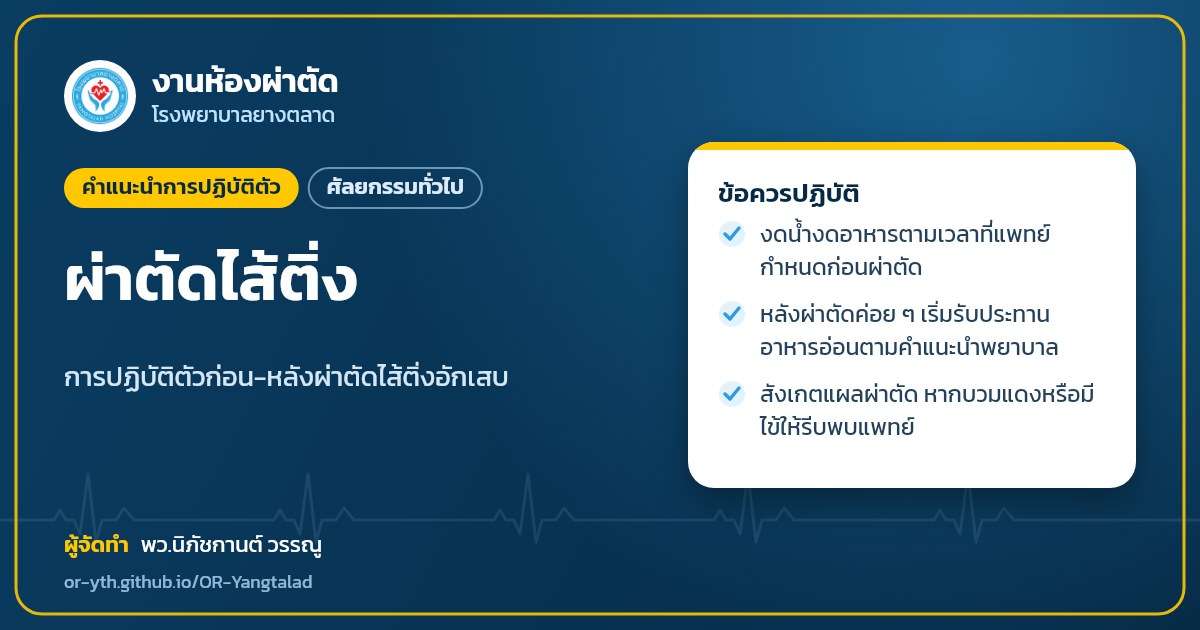 งานห้องผ่าตัด
โรงพยาบาลยางตลาด
คำแนะนำการปฏิบัติตัว
ศัลยกรรมทั่วไป
ผ่าตัดไส้ติ่ง
การปฏิบัติตัวก่อน-หลังผ่าตัดไส้ติ่งอักเสบ
ข้อควรปฏิบัติ
งดน้ำงดอาหารตามเวลาที่แพทย์
กำหนดก่อนผ่าตัด
หลังผ่าตัดค่อย ๆ เริ่มรับประทาน
อาหารอ่อนตามคำแนะนำพยาบาล
สังเกตแผลผ่าตัด หากบวมแดงหรือมี
ไข้ให้รีบพบแพทย์
ผู้จัดทำ พว.นิภัชกานต์ วรรณู
or-yth.github.io/OR-Yangtalad